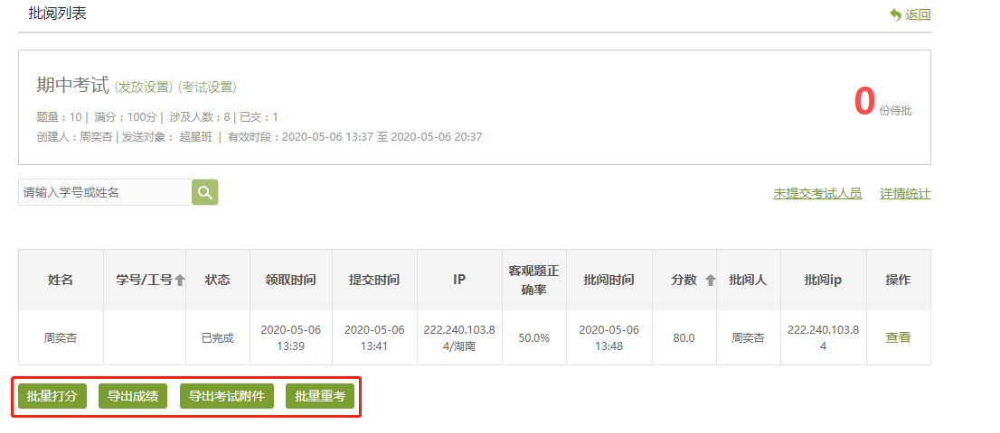 批阅列表
返回
期中考试 (发放设置) (考试设置)
题量：10 | 满分：100分 | 涉及人数：8 | 已交：1
创建人：周奕杏 | 发送对象： 超星班 | 有效时段：2020-05-06 13:37 至 2020-05-06 20:37
0 份待批
请输入学号或姓名
未提交考试人员 详情统计
姓名 学号/工号 状态 领取时间 提交时间 IP 客观题正确率 批阅时间 分数 批阅人 批阅ip 操作
周奕杏 已完成 2020-05-06 13:39 2020-05-06 13:41 222.240.103.84/湖南 50.0% 2020-05-06 13:48 80.0 周奕杏 222.240.103.84 查看
批量打分 导出成绩 导出考试附件 批量重考